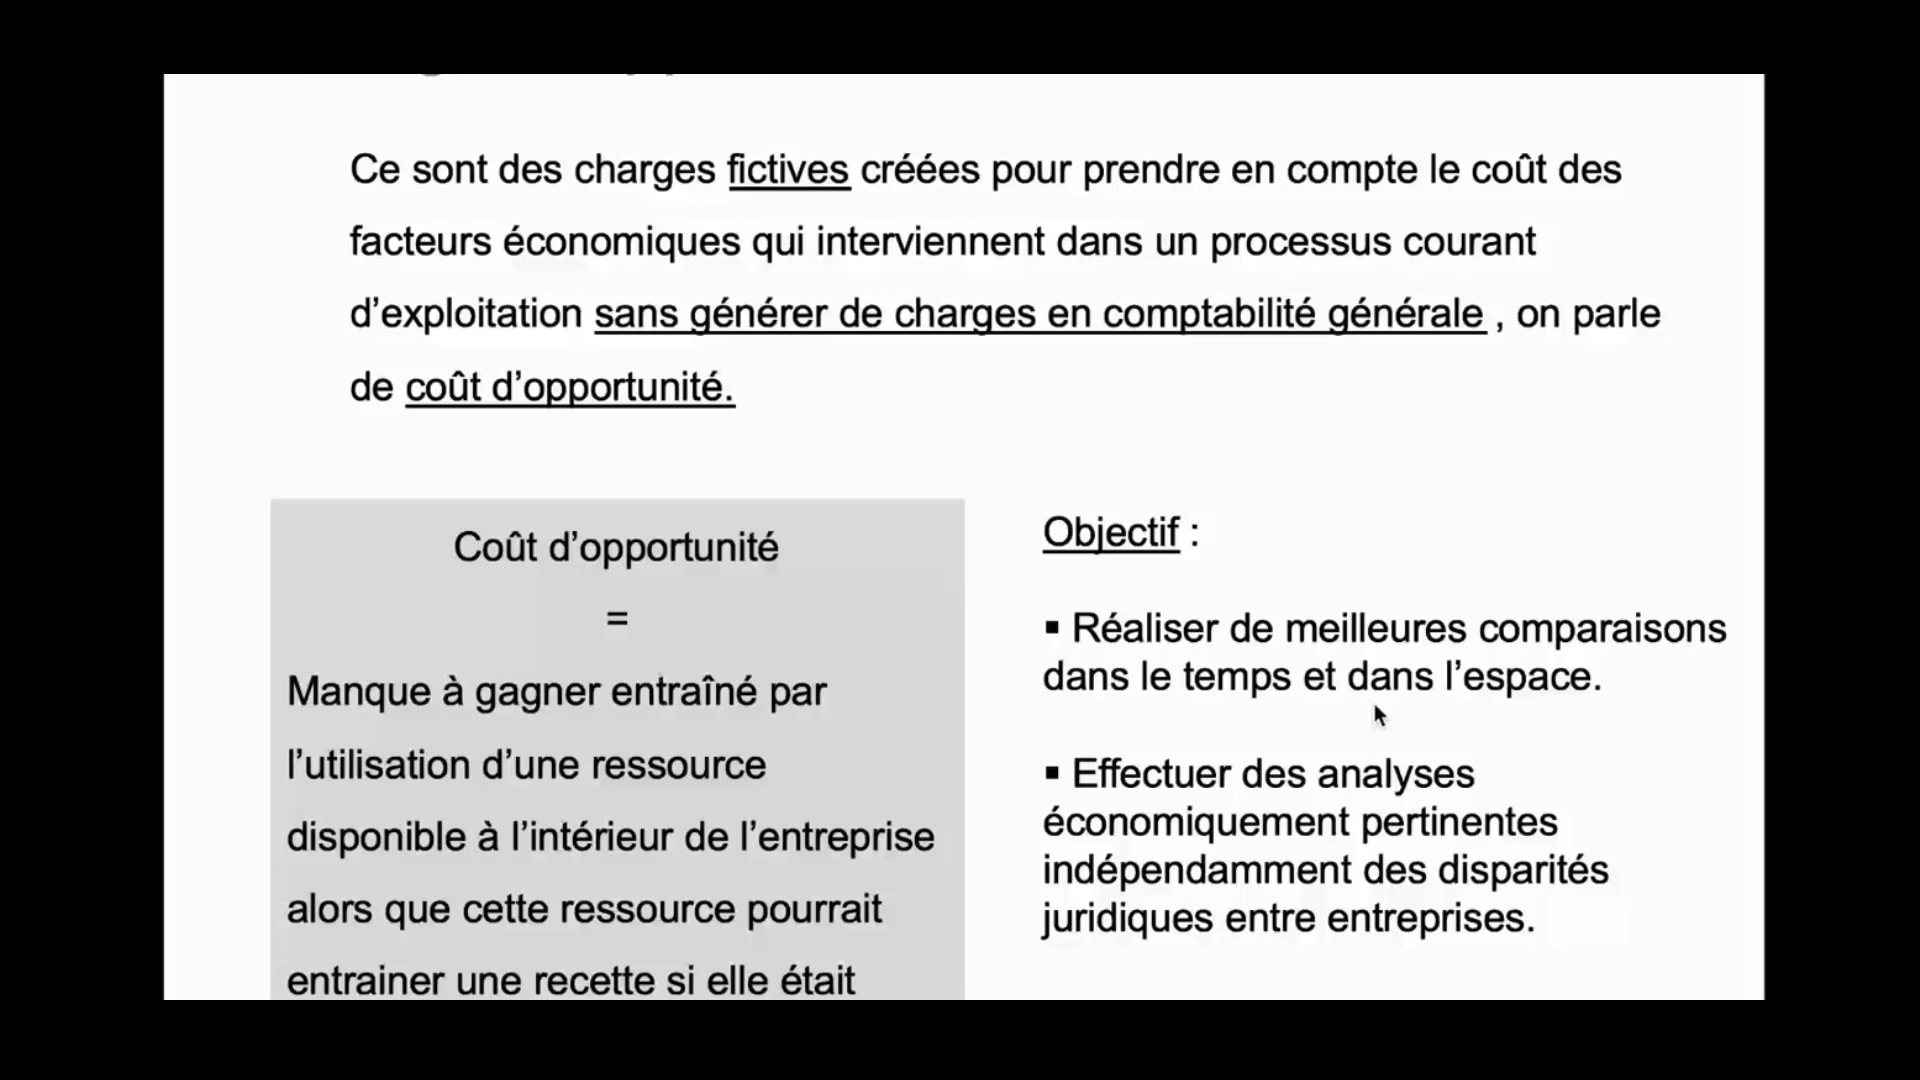 Ce sont des charges fictives créées pour prendre en compte le coût des
facteurs économiques qui interviennent dans un processus courant
d’exploitation sans générer de charges en comptabilité générale , on parle
de coût d’opportunité.
Coût d’opportunité
=
Manque à gagner entraîné par
l’utilisation d’une ressource
disponible à l’intérieur de l’entreprise
alors que cette ressource pourrait
entrainer une recette si elle était
Objectif :
▪ Réaliser de meilleures comparaisons
dans le temps et dans l’espace.
▪ Effectuer des analyses
économiquement pertinentes
indépendamment des disparités
juridiques entre entreprises.